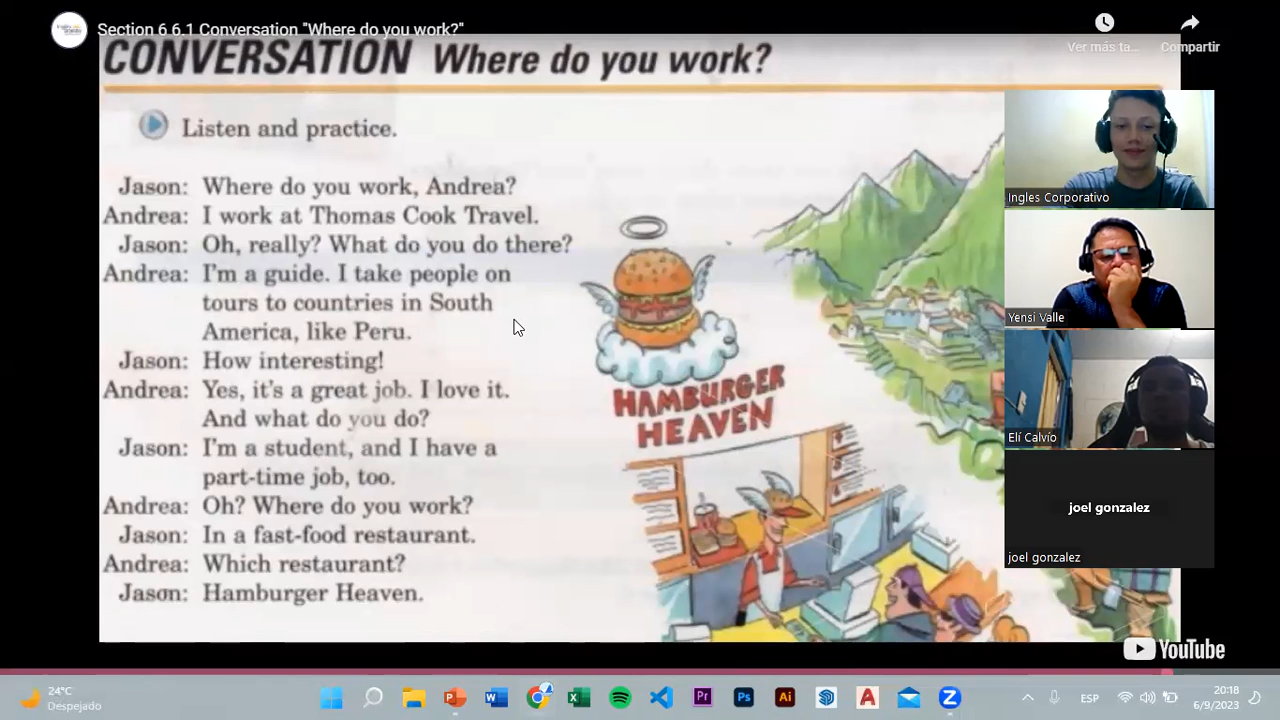 Section 6 6.1 Conversation "Where do you work?"
Ver más ta...
Compartir
CONVERSATION Where do you work?
Listen and practice.
Jason: Where do you work, Andrea?
Andrea: I work at Thomas Cook Travel.
Jason: Oh, really? What do you do there?
Andrea: I'm a guide. I take people on
tours to countries in South
America, like Peru.
Jason: How interesting!
Andrea: Yes, it's a great job. I love it.
And what do you do?
Jason: I'm a student, and I have a
part-time job, too.
Andrea: Oh? Where do you work?
Jason: In a fast-food restaurant.
Andrea: Which restaurant?
Jason: Hamburger Heaven.
HAMBURGER
HEAVEN
Ingles Corporativo
Yensi Valle
Elí Calvío
joel gonzalez
joel gonzalez
YouTube
24°C
Despejado
ESP
20:18
6/9/2023